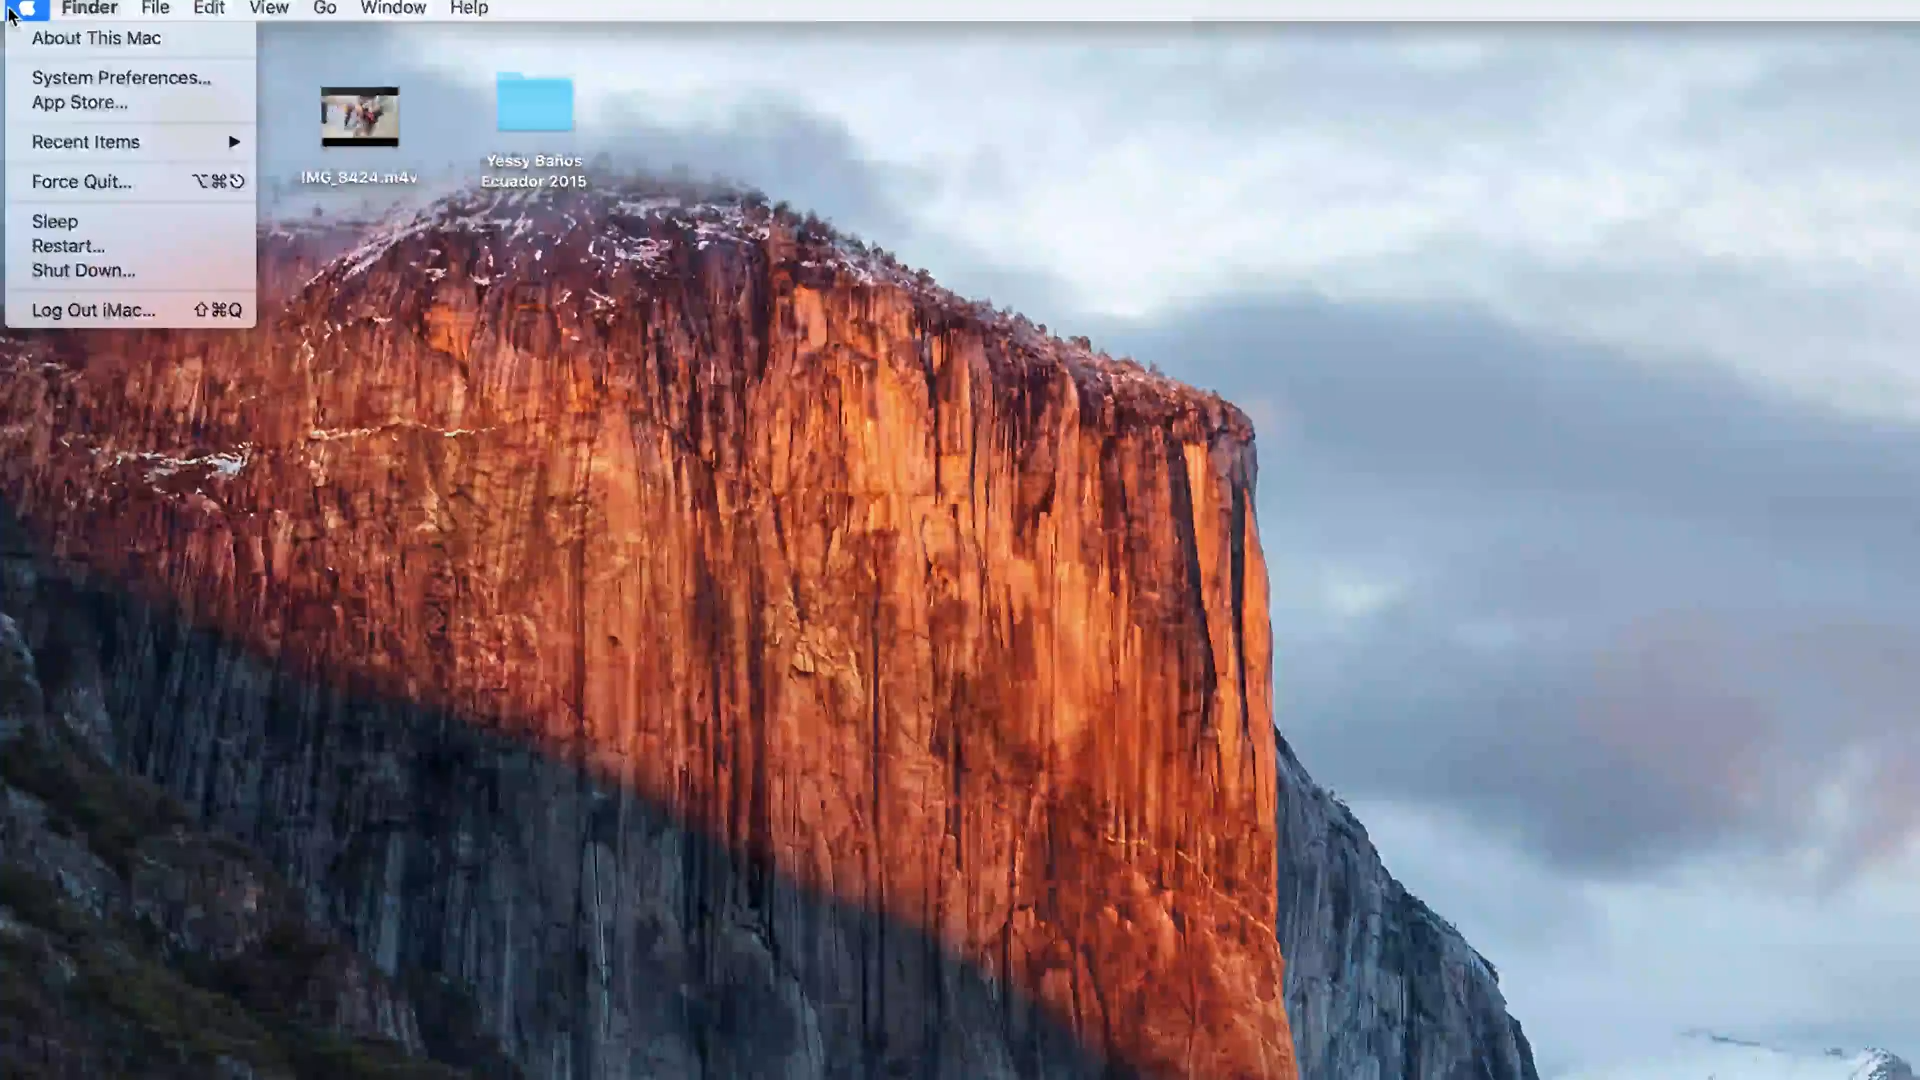 Finder File Edit View Go Window Help
About This Mac
System Preferences...
App Store...
Recent Items ▶
Force Quit... ⌥⌘⎋
Sleep
Restart...
Shut Down...
Log Out iMac... ⇧⌘Q
IMG_8424.m4v
Yessy Baños
Ecuador 2015